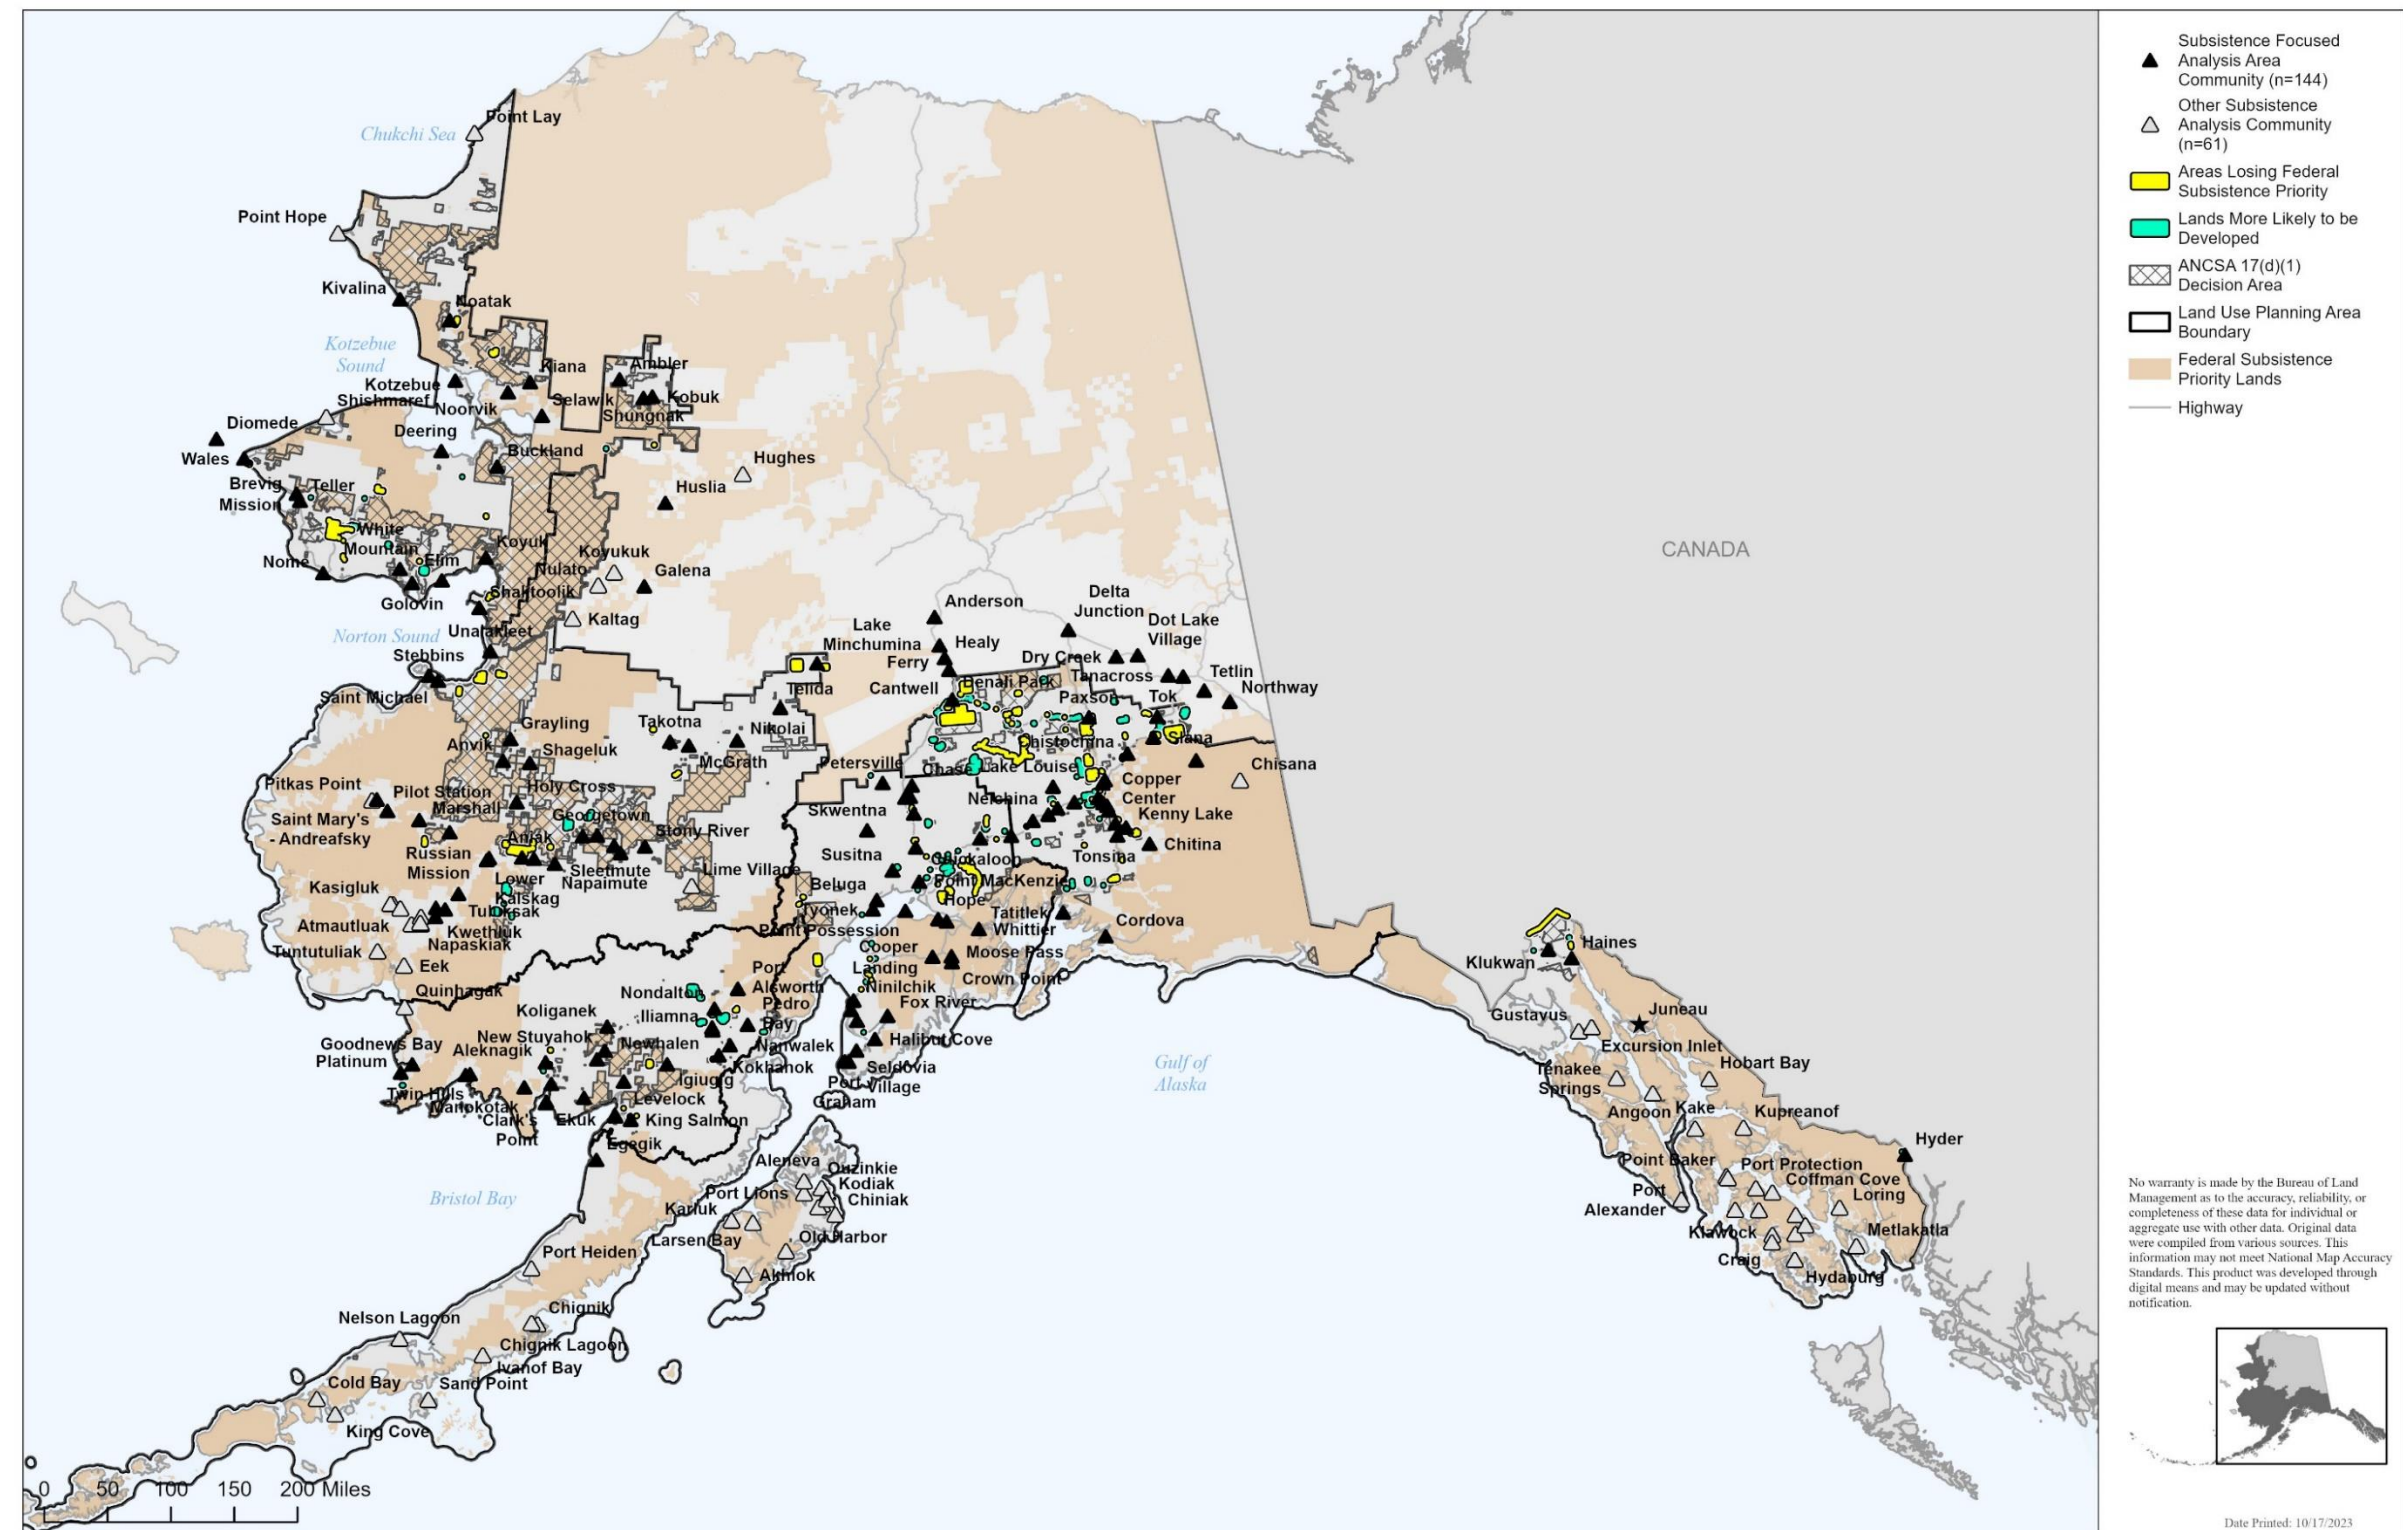 Point Lay
Chukchi Sea
Point Hope
Kivalina
Noatak
Kotzebue
Sound
Kiana
Ambler
Kotzebue
Shishmaref
Noorvik
Selawik
Kobuk
Shungnak
Diomede
Deering
Wales
Buckland
Hughes
Brevig
Mission
Teller
Huslia
White
Mountain
Koyuk
Nome
Elim
Koyukuk
Nulato
Galena
Shaktoolik
Golovin
Kaltag
Norton Sound
Unalakleet
Stebbins
Saint Michael
Anderson
Delta
Junction
Lake
Minchumina
Healy
Dot Lake
Village
Ferry
Dry Creek
Tanacross
Tetlin
Northway
Telida
Cantwell
Denali Park
Paxson
Tok
Grayling
Takotna
Nikolai
Anvik
Shageluk
McGrath
Chistochina
Slana
Petersville
Chase
Lake Louise
Chisana
Pitkas Point
Pilot Station
Marshall
Holy Cross
Copper
Center
Nelchina
Kenny Lake
Skwentna
Saint Mary's
- Andreafsky
Georgetown
Aniak
Stony River
Chitina
Russian
Mission
Susitna
Chickaloon
Tonsina
Sleetmute
Napaimute
Lime Village
Kasigluk
Lower
Kalskag
Beluga
Point MacKenzie
Hope
Tuluksak
Tyonek
Tatitlek
Whittier
Cordova
Atmautluak
Kwethluk
Napaskiak
Point Possession
Cooper
Landing
Moose Pass
Tuntutuliak
Eek
Crown Point
Quinhagak
Port
Alsworth
Ninilchik
Nondalton
Pedro
Bay
Fox River
Koliganek
Iliamna
New Stuyahok
Newhalen
Nanwalek
Halibut Cove
Goodnews Bay
Platinum
Aleknagik
Kokhanok
Seldovia
Village
Igiugig
Port
Graham
Twin Hills
Manokotak
Levelock
Clark's
Point
Ekuk
King Salmon
Egegik
Bristol Bay
Gulf of
Alaska
Aleneva
Ouzinkie
Kodiak
Chiniak
Port Lions
Karluk
Larsen Bay
Old Harbor
Akhiok
Port Heiden
Chignik
Nelson Lagoon
Chignik Lagoon
Ivanof Bay
Cold Bay
Sand Point
King Cove
CANADA
Haines
Klukwan
Gustavus
Juneau
Excursion Inlet
Hobart Bay
Tenakee
Springs
Angoon
Kake
Kupreanof
Hyder
Point Baker
Port Protection
Coffman Cove
Loring
Port
Alexander
Klawock
Metlakatla
Craig
Hydaburg
0 50 100 150 200 Miles
Subsistence Focused
Analysis Area
Community (n=144)
Other Subsistence
Analysis Community
(n=61)
Areas Losing Federal
Subsistence Priority
Lands More Likely to be
Developed
ANCSA 17(d)(1)
Decision Area
Land Use Planning Area
Boundary
Federal Subsistence
Priority Lands
Highway
No warranty is made by the Bureau of Land
Management as to the accuracy, reliability, or
completeness of these data for individual or
aggregate use with other data. Original data
were compiled from various sources. This
information may not meet National Map Accuracy
Standards. This product was developed through
digital means and may be updated without
notification.
Date Printed: 10/17/2023